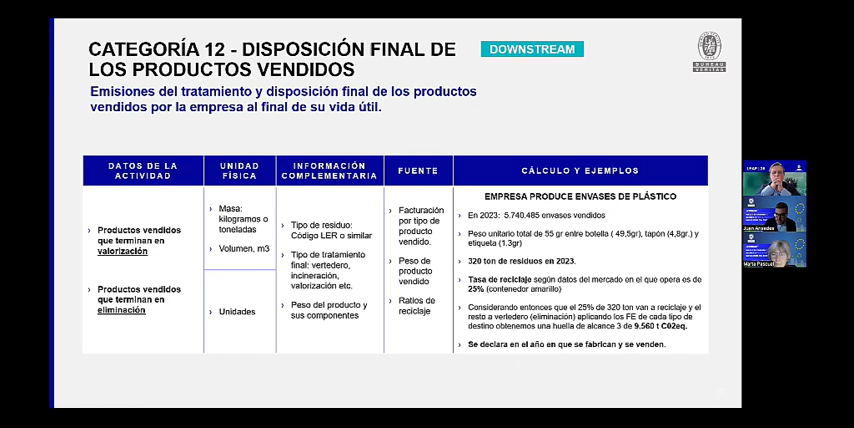 CATEGORÍA 12 - DISPOSICIÓN FINAL DE
LOS PRODUCTOS VENDIDOS
DOWNSTREAM
BUREAU
VERITAS
Emisiones del tratamiento y disposición final de los productos
vendidos por la empresa al final de su vida útil.
DATOS DE LA
ACTIVIDAD
UNIDAD
FÍSICA
INFORMACIÓN
COMPLEMENTARIA
FUENTE
CÁLCULO Y EJEMPLOS
› Productos vendidos
que terminan en
valorización
› Productos vendidos
que terminan en
eliminación
› Masa:
kilogramos o
toneladas
› Volumen, m3
› Unidades
› Tipo de residuo:
Código LER o similar
› Tipo de tratamiento
final: vertedero,
incineración,
valorización etc.
› Peso del producto y
sus componentes
› Facturación
por tipo de
producto
vendido.
› Peso de
producto
vendido
› Ratios de
reciclaje
EMPRESA PRODUCE ENVASES DE PLÁSTICO
› En 2023: 5.740.485 envases vendidos
› Peso unitario total de 55 gr entre botella ( 49,5gr), tapón (4,8gr.) y
etiqueta (1.3gr)
› 320 ton de residuos en 2023.
› Tasa de reciclaje según datos del mercado en el que opera es de
25% (contenedor amarillo)
› Considerando entonces que el 25% de 320 ton van a reciclaje y el
resto a vertedero (eliminación) aplicando los FE de cada tipo de
destino obtenemos una huella de alcance 3 de 9.560 t C02eq.
› Se declara en el año en que se fabrican y se venden.
Marta Pascual